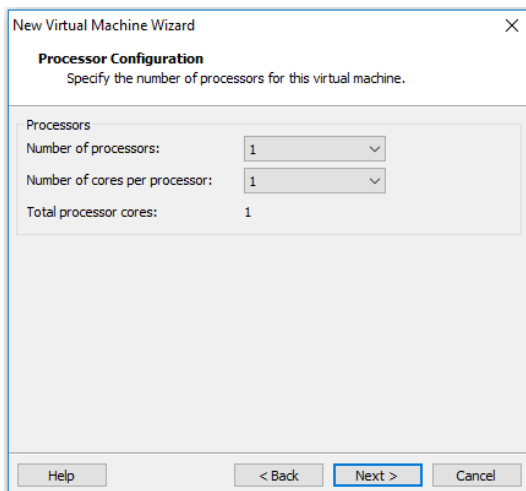 New Virtual Machine Wizard
Processor Configuration
Specify the number of processors for this virtual machine.
Processors
Number of processors: 1
Number of cores per processor: 1
Total processor cores: 1
Help < Back Next > Cancel